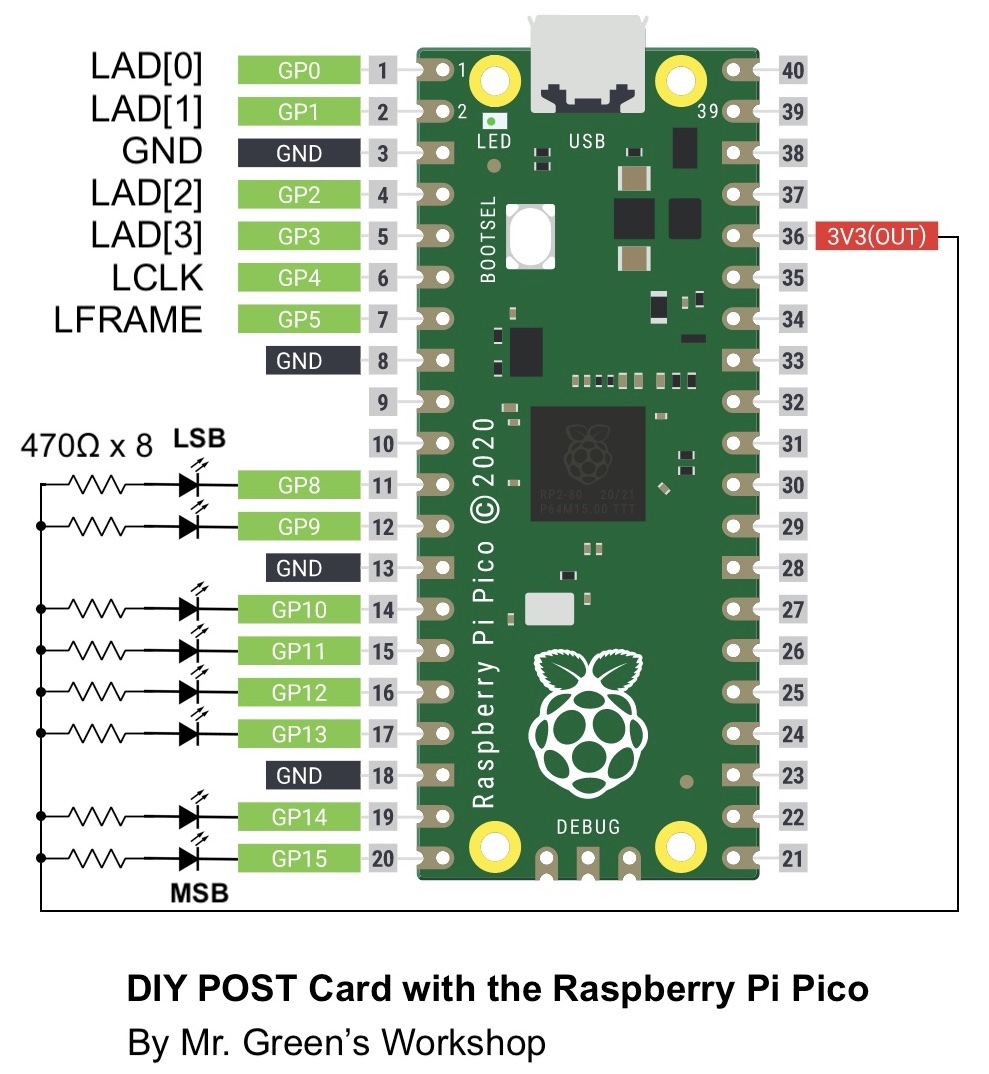 LAD[0] GP0 1 1 40
LAD[1] GP1 2 2 39 39
LED USB
GND GND 3 38
LAD[2] GP2 4 37
LAD[3] GP3 5 36 3V3(OUT)
BOOTSEL
LCLK GP4 6 35
LFRAME GP5 7 34
GND 8 33
9 32
10 31
470Ω x 8 LSB
GP8 11 30
RP2-B0 20/21
P64M15.00 TTT
GP9 12 29
GND 13 28
Raspberry Pi Pico ©2020
GP10 14 27
GP11 15 26
GP12 16 25
GP13 17 24
GND 18 23
GP14 19 22
DEBUG
GP15 20 21
MSB
DIY POST Card with the Raspberry Pi Pico
By Mr. Green's Workshop